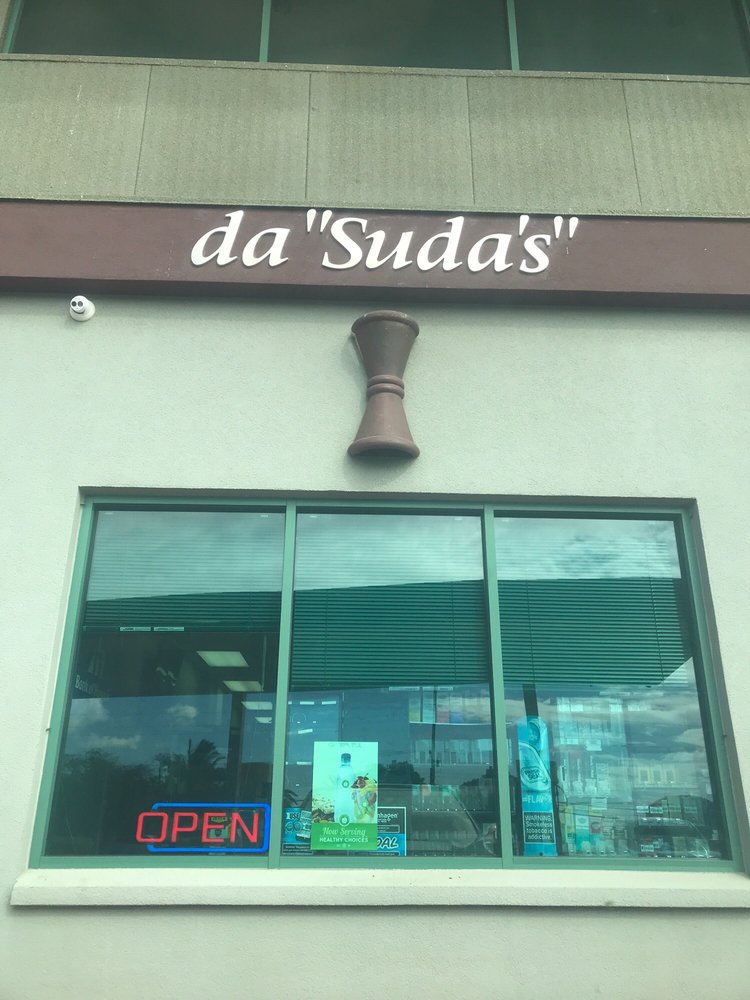 da "Suda's"
OPEN
Now Serving
HEALTHY CHOICES
WARNING:
Smokeless
tobacco is
addictive